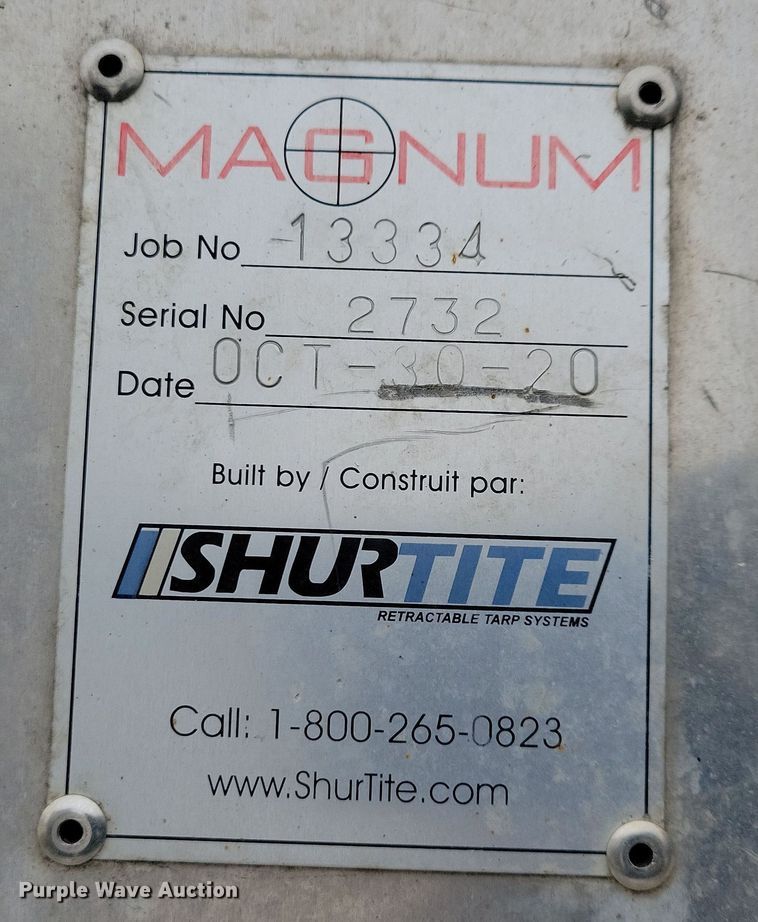 MAGNUM
Job No 13334
Serial No 2732
Date OCT-30-20
Built by / Construit par:
SHURTITE
RETRACTABLE TARP SYSTEMS
Call: 1-800-265-0823
www.ShurTite.com
Purple Wave Auction